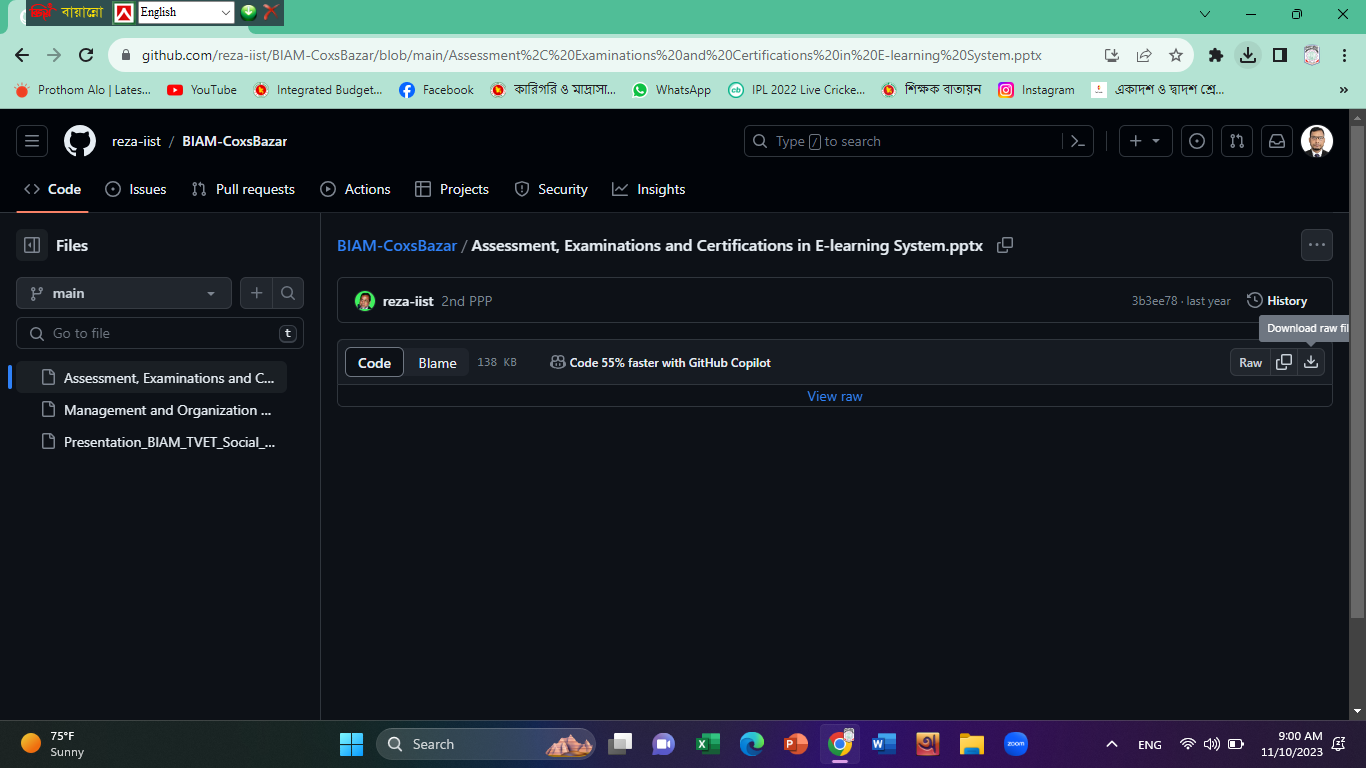 বায়ান্নো English
github.com/reza-iist/BIAM-CoxsBazar/blob/main/Assessment%2C%20Examinations%20and%20Certifications%20in%20E-learning%20System.pptx
Prothom Alo | Lates... YouTube Integrated Budget... Facebook কারিগরি ও মাদ্রাসা... WhatsApp IPL 2022 Live Cricke... শিক্ষক বাতায়ন Instagram একাদশ ও দ্বাদশ শ্রে... »
reza-iist / BIAM-CoxsBazar Type / to search
Code Issues Pull requests Actions Projects Security Insights
Files BIAM-CoxsBazar / Assessment, Examinations and Certifications in E-learning System.pptx
main reza-iist 2nd PPP 3b3ee78 · last year History
Go to file t Download raw fil
Code Blame 138 KB Code 55% faster with GitHub Copilot Raw
Assessment, Examinations and C...
View raw
Management and Organization ...
Presentation_BIAM_TVET_Social_...
75°F
Sunny
Search
zoom
ENG
9:00 AM
11/10/2023